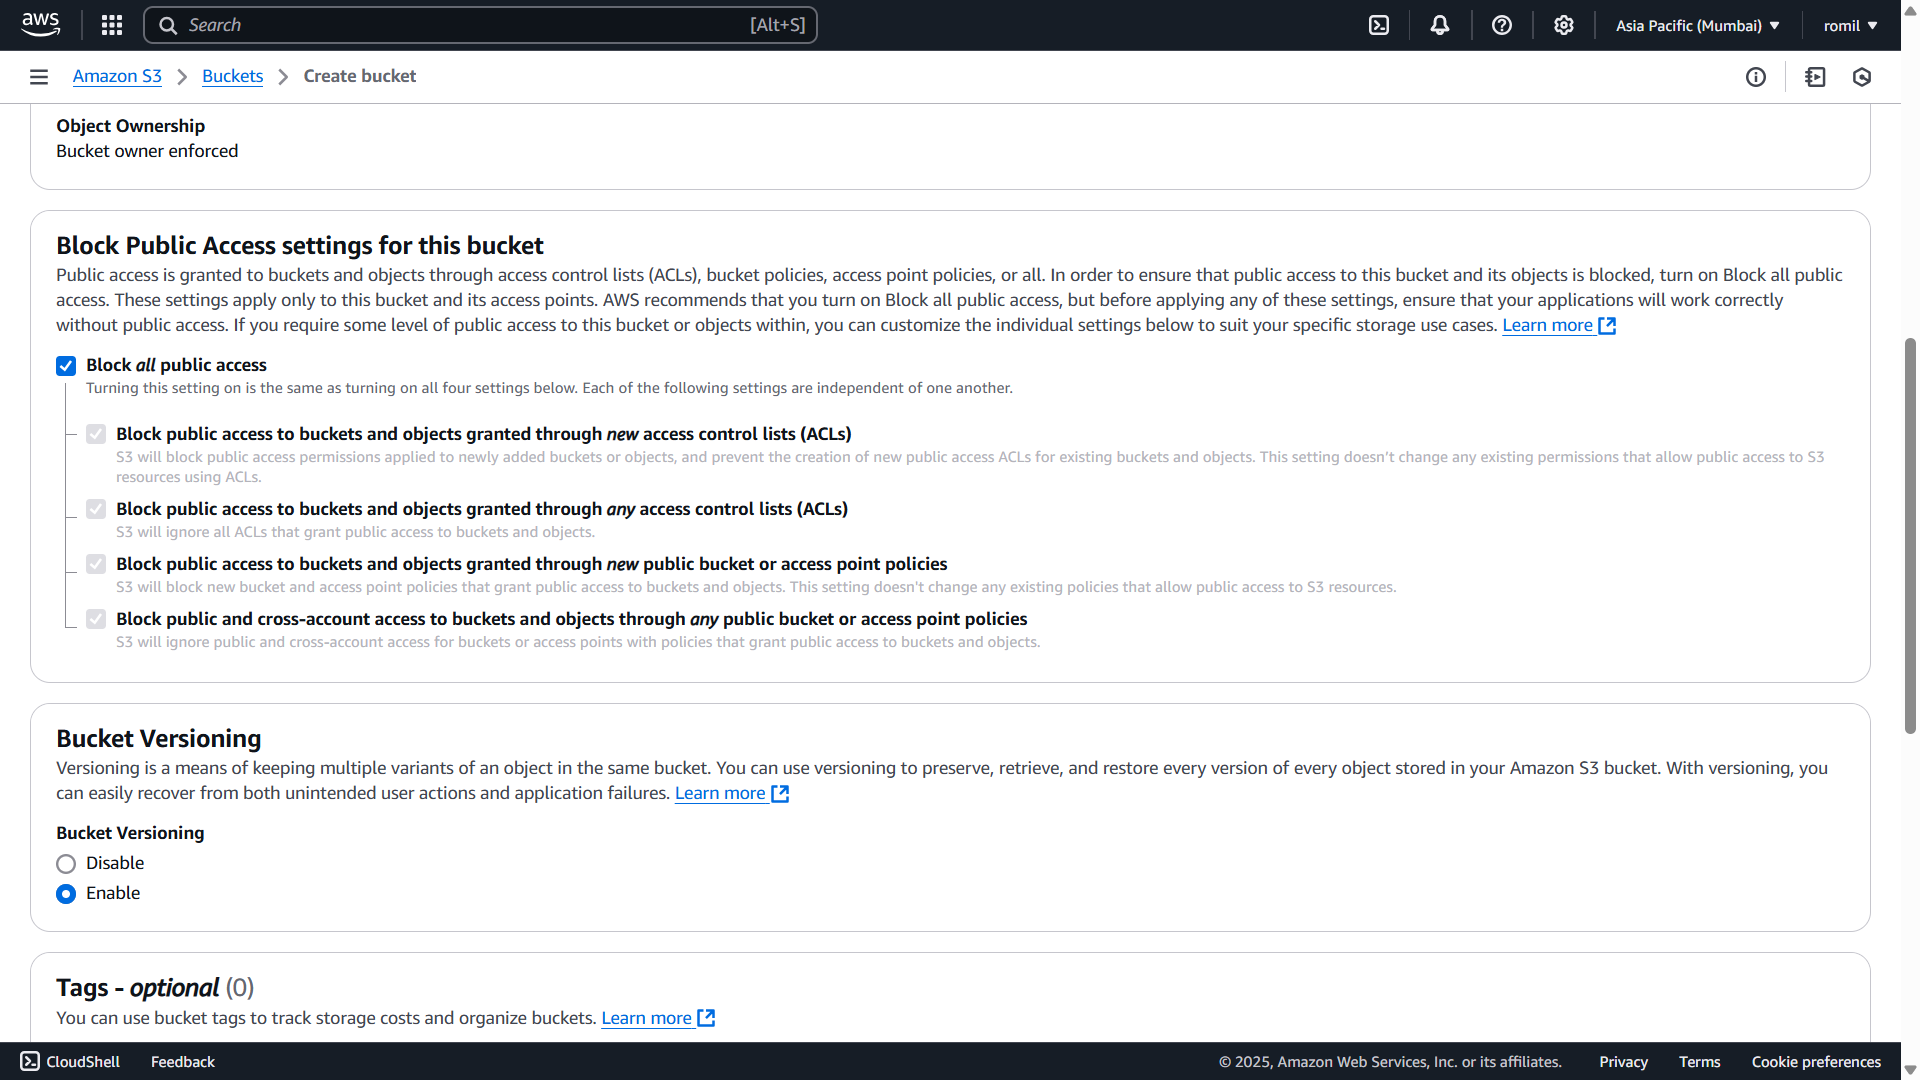 aws
Search
[Alt+S]
Asia Pacific (Mumbai)
romil
Amazon S3
Buckets
Create bucket
Object Ownership
Bucket owner enforced
Block Public Access settings for this bucket
Public access is granted to buckets and objects through access control lists (ACLs), bucket policies, access point policies, or all. In order to ensure that public access to this bucket and its objects is blocked, turn on Block all public
access. These settings apply only to this bucket and its access points. AWS recommends that you turn on Block all public access, but before applying any of these settings, ensure that your applications will work correctly
without public access. If you require some level of public access to this bucket or objects within, you can customize the individual settings below to suit your specific storage use cases. Learn more
Block all public access
Turning this setting on is the same as turning on all four settings below. Each of the following settings are independent of one another.
Block public access to buckets and objects granted through new access control lists (ACLs)
S3 will block public access permissions applied to newly added buckets or objects, and prevent the creation of new public access ACLs for existing buckets and objects. This setting doesn't change any existing permissions that allow public access to S3
resources using ACLs.
Block public access to buckets and objects granted through any access control lists (ACLs)
S3 will ignore all ACLs that grant public access to buckets and objects.
Block public access to buckets and objects granted through new public bucket or access point policies
S3 will block new bucket and access point policies that grant public access to buckets and objects. This setting doesn't change any existing policies that allow public access to S3 resources.
Block public and cross-account access to buckets and objects through any public bucket or access point policies
S3 will ignore public and cross-account access for buckets or access points with policies that grant public access to buckets and objects.
Bucket Versioning
Versioning is a means of keeping multiple variants of an object in the same bucket. You can use versioning to preserve, retrieve, and restore every version of every object stored in your Amazon S3 bucket. With versioning, you
can easily recover from both unintended user actions and application failures. Learn more
Bucket Versioning
Disable
Enable
Tags - optional (0)
You can use bucket tags to track storage costs and organize buckets. Learn more
CloudShell
Feedback
© 2025, Amazon Web Services, Inc. or its affiliates.
Privacy
Terms
Cookie preferences